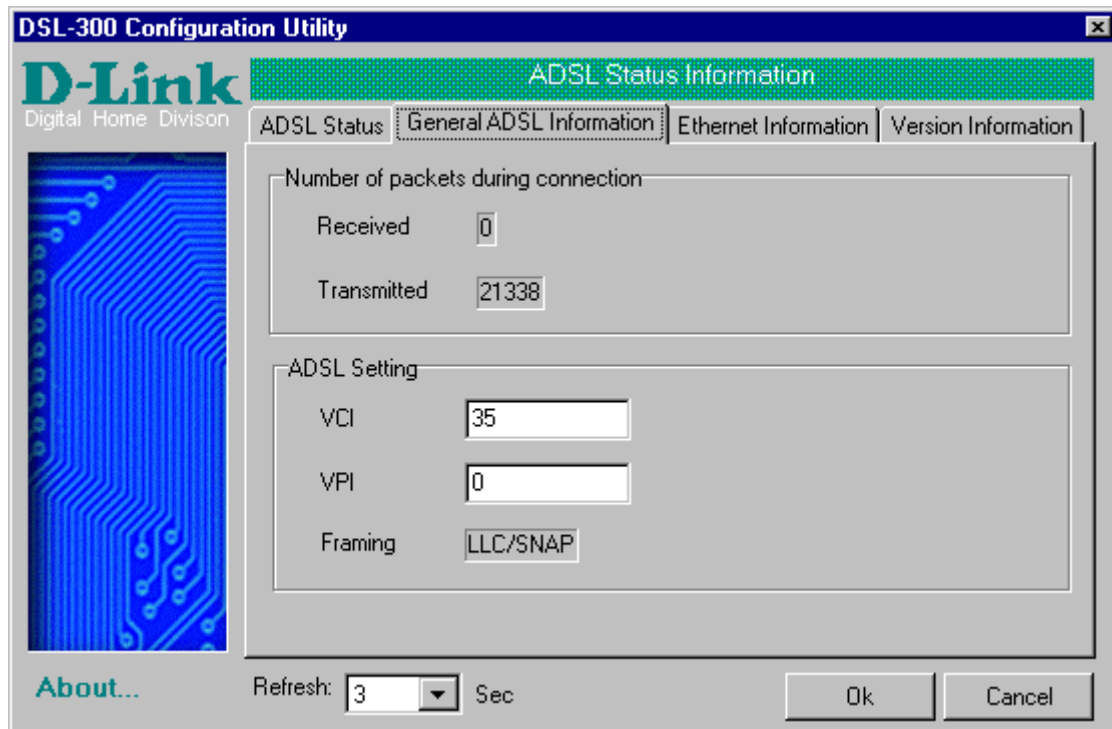 DSL-300 Configuration Utility
D-Link
Digital Home Divison
ADSL Status Information
ADSL Status General ADSL Information Ethernet Information Version Information
Number of packets during connection
Received 0
Transmitted 21338
ADSL Setting
VCI 35
VPI 0
Framing LLC/SNAP
About... Refresh: 3 Sec Ok Cancel